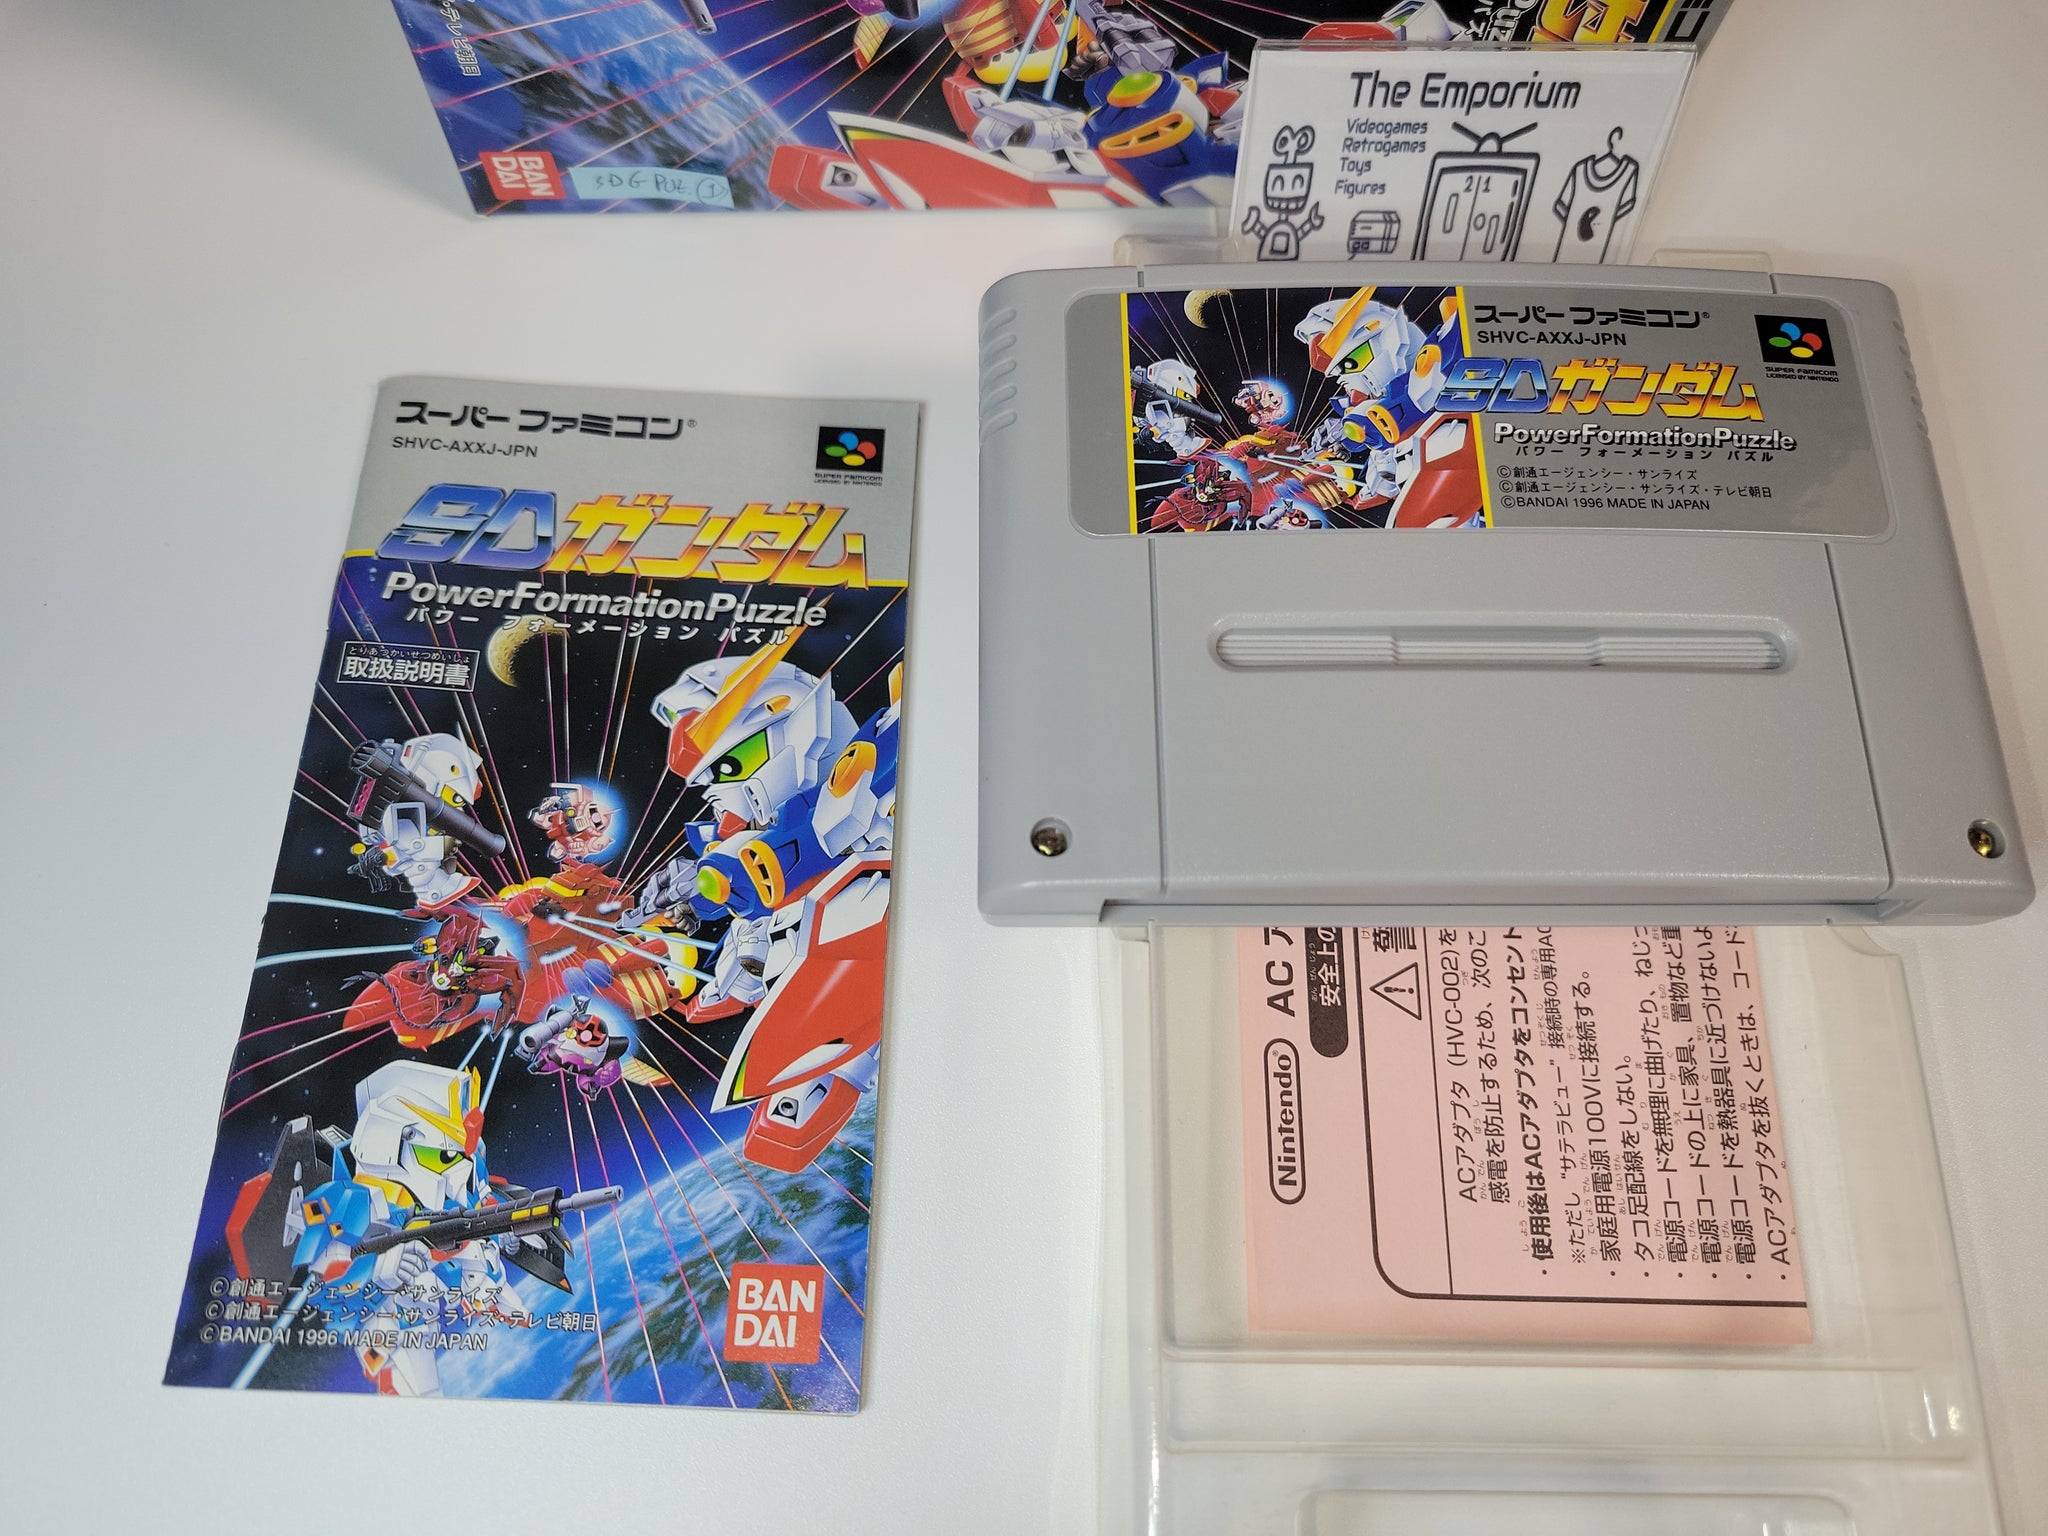 ・テレビ朝日
BAN
DAI
SDG PUZ. (1)
The Emporium
Videogames
Retrogames
Toys
Figures
21
スーパーファミコン®
SHVC-AXXJ-JPN
SUPER FAMICOM
LICENSED BY NINTENDO
SDガンダム
PowerFormationPuzzle
パワー フォーメーション パズル
©創通エージェンシー・サンライズ
©創通エージェンシー・サンライズ・テレビ朝日
©BANDAI 1996 MADE IN JAPAN
スーパーファミコン®
SHVC-AXXJ-JPN
SUPER FAMICOM
LICENSED BY NINTENDO
SDガンダム
PowerFormationPuzzle
パワー フォーメーション パズル
とりあつかいせつめいしょ
取扱説明書
©創通エージェンシー・サンライズ
©創通エージェンシー・サンライズ・テレビ朝日
©BANDAI 1996 MADE IN JAPAN
BAN
DAI
Nintendo® AC ア
安全上の
警
ACアダプタ (HVC-002)を
感電を防止するため、次のこ
・使用後はACアダプタをコンセント
※ただし"サテラビュー"接続時の専用AC
・家庭用電源100Vに接続する。
・タコ足配線をしない。
・電源コードを無理に曲げたり、ねじっ
・電源コードの上に家具、置物など重
・電源コードを熱器具に近づけないよ
・電源コードを抜くときは、コード
・ACアダプタ